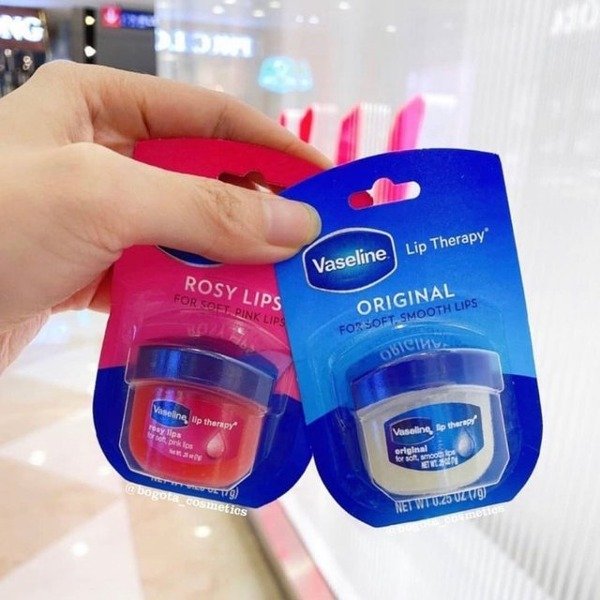 Vaseline
ROSY LIPS
FOR SOFT, PINK LIPS
Vaseline lip therapy®
rosy lips
for soft, pink lips
Vaseline
Lip Therapy®
ORIGINAL
FOR SOFT, SMOOTH LIPS
Vaseline lip therapy®
original
for soft, smooth lips
NET WT .25 OZ (7g)
NET WT 0.25 OZ (7g)
@bogota_cosmetics
@bogota_cosmetics